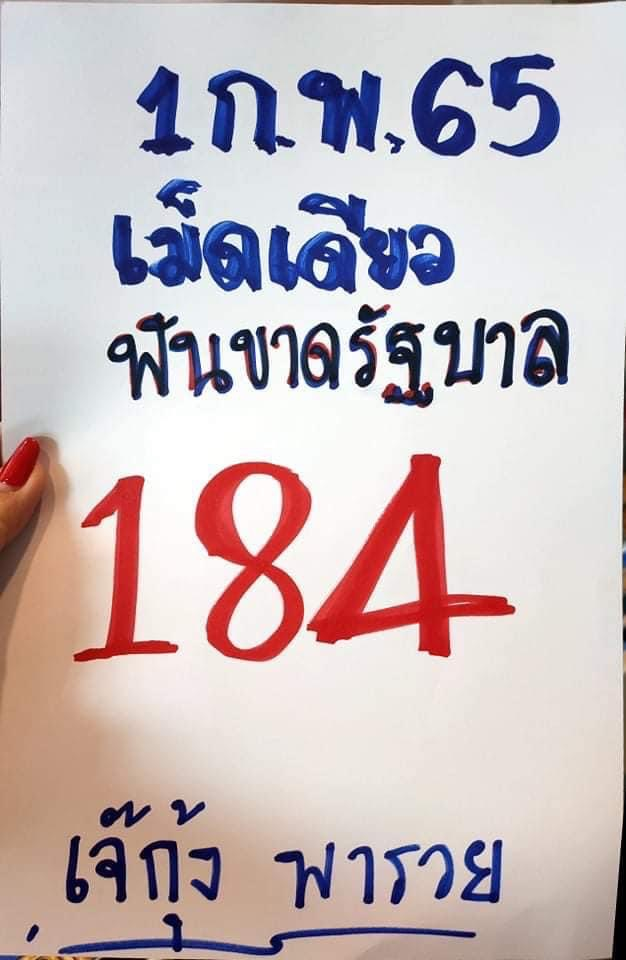 1 ก.พ. 65
เม็ดเดียว
ฟันขาดรัฐบาล
184
เจ๊กุ้ง พารวย